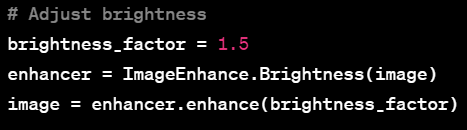 # Adjust brightness
brightness_factor = 1.5
enhancer = ImageEnhance.Brightness(image)
image = enhancer.enhance(brightness_factor)